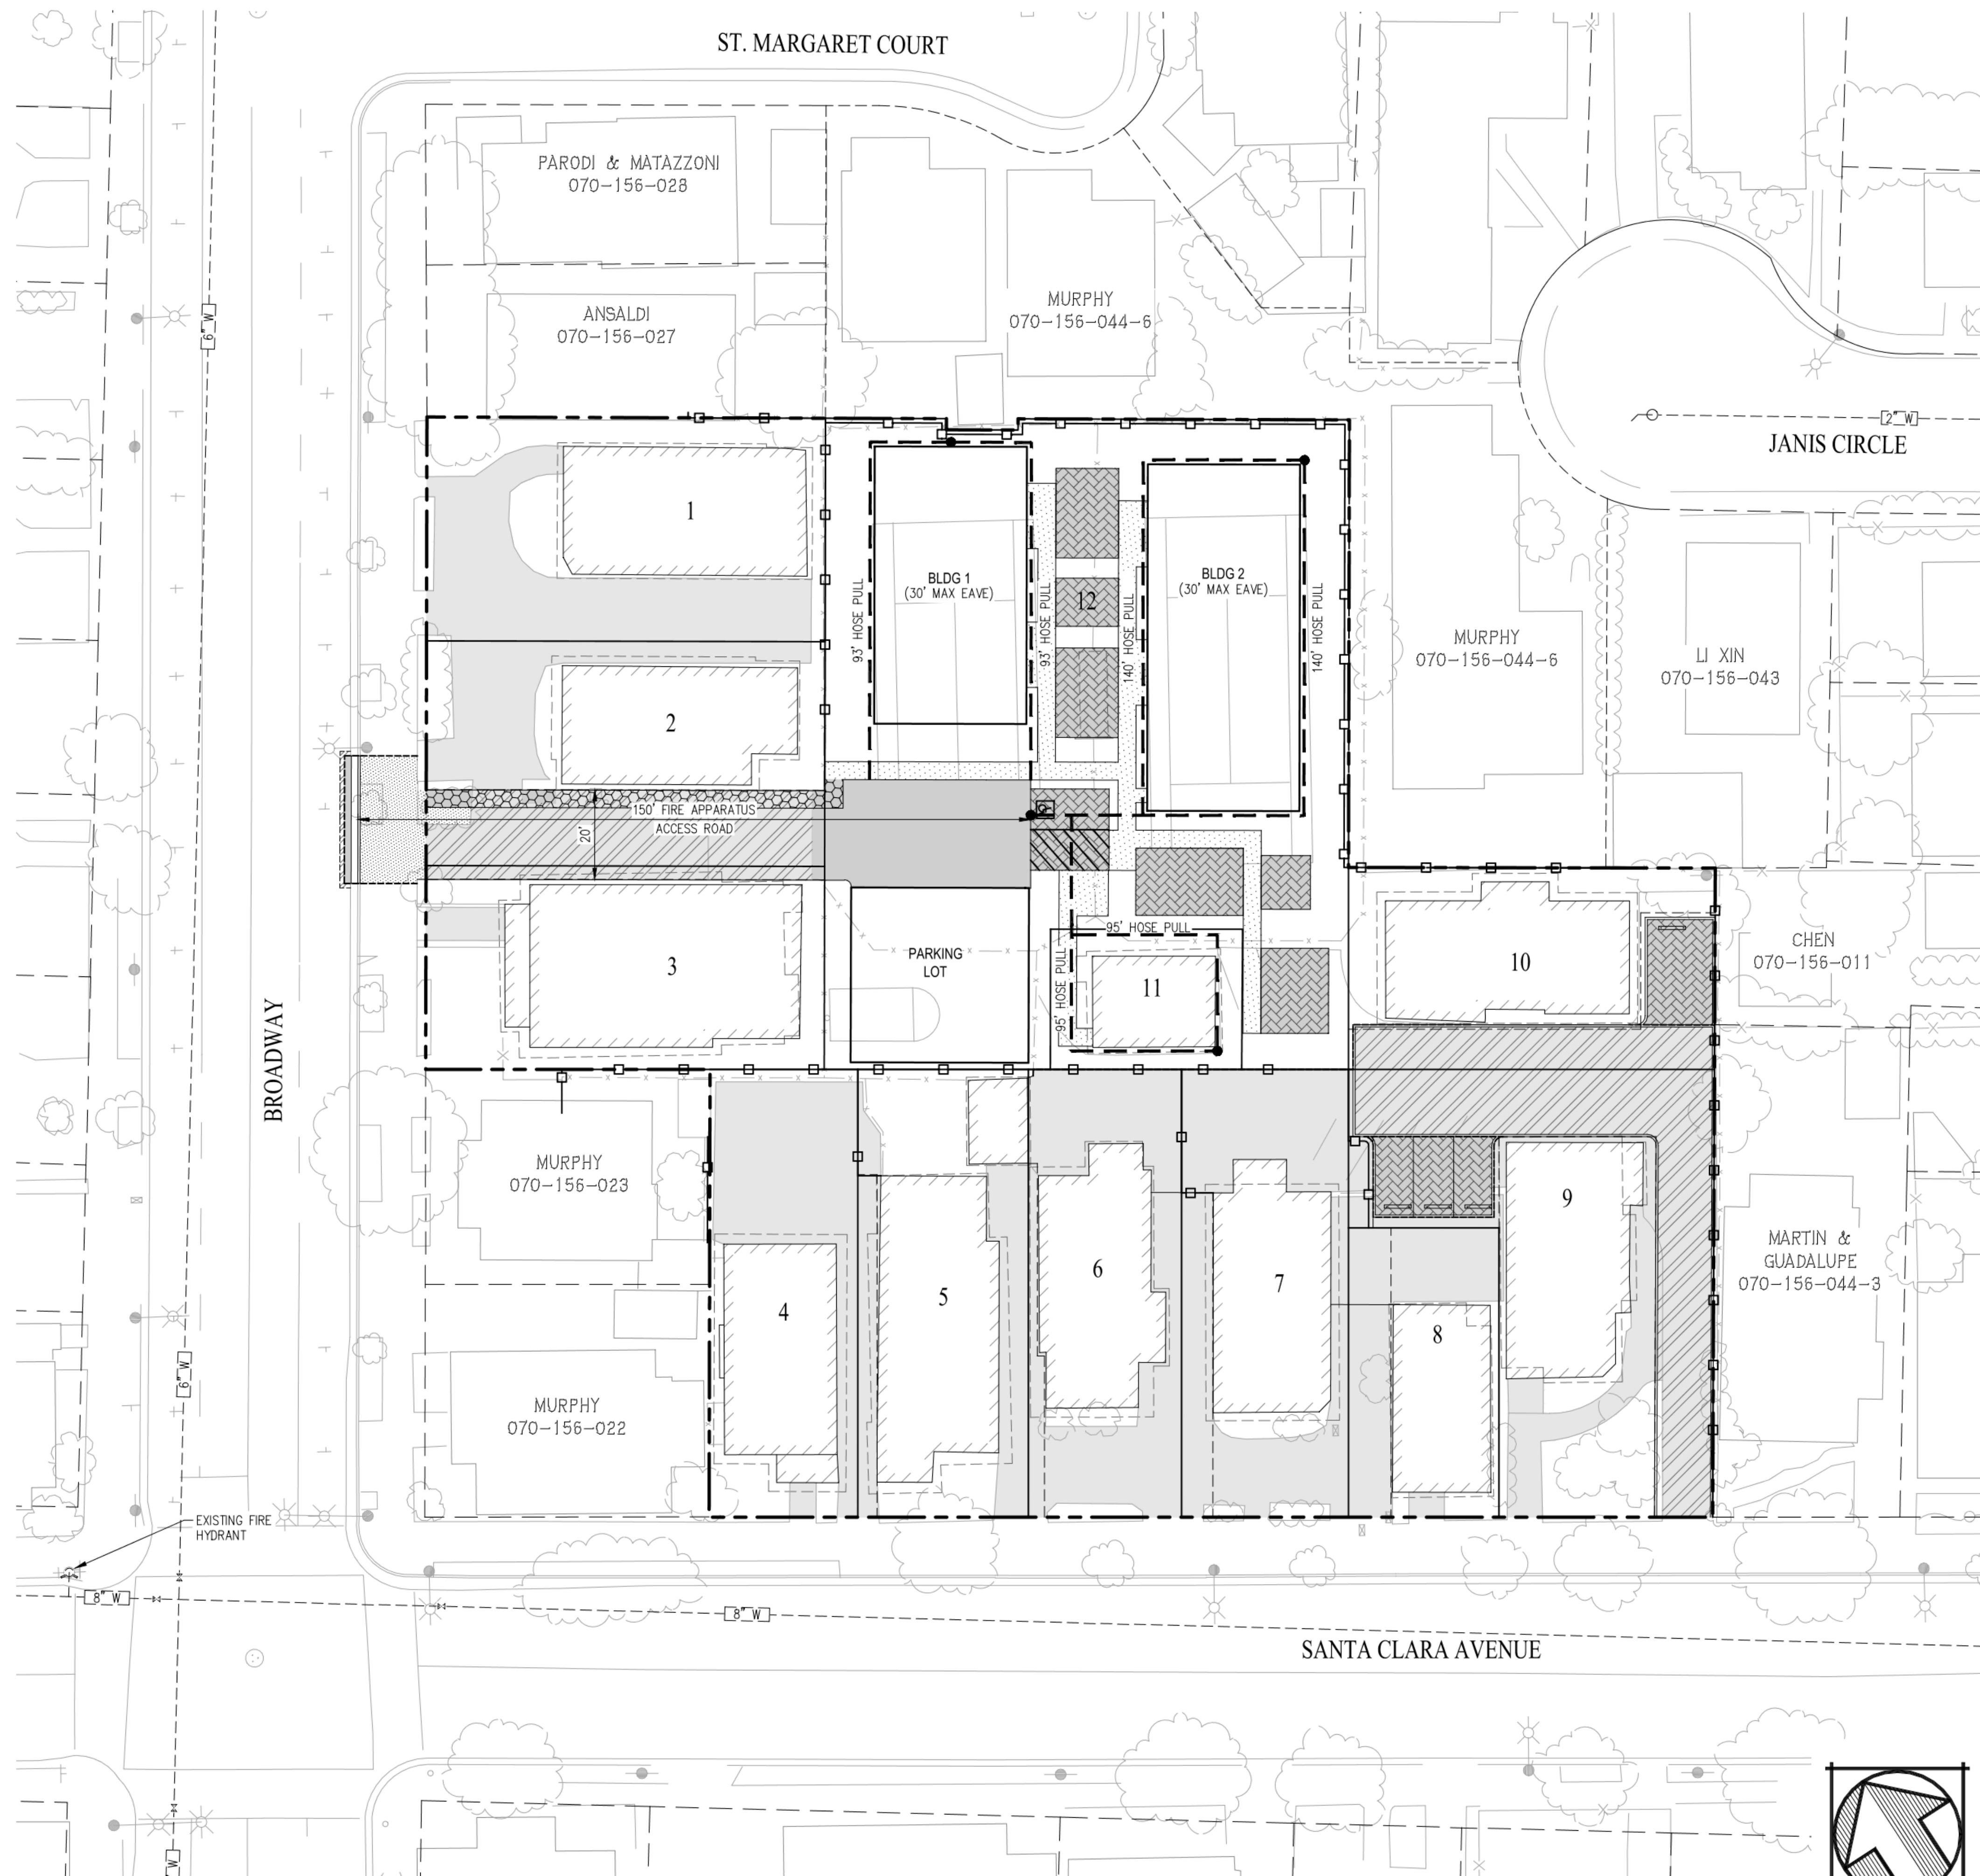 ST. MARGARET COURT
PARODI & MATAZZONI
070-156-028
ANSALDI
070-156-027
MURPHY
070-156-044-6
6" W
2" W
JANIS CIRCLE
1
BLDG 1
(30' MAX EAVE)
BLDG 2
(30' MAX EAVE)
12
93' HOSE PULL
93' HOSE PULL
140' HOSE PULL
140' HOSE PULL
MURPHY
070-156-044-6
LI XIN
070-156-043
2
150' FIRE APPARATUS
ACCESS ROAD
20'
3
PARKING
LOT
95' HOSE PULL
95' HOSE PULL
11
10
CHEN
070-156-011
BROADWAY
MURPHY
070-156-023
9
MARTIN &
GUADALUPE
070-156-044-3
4
5
6
7
8
6" W
MURPHY
070-156-022
EXISTING FIRE
HYDRANT
8" W
8" W
SANTA CLARA AVENUE
W